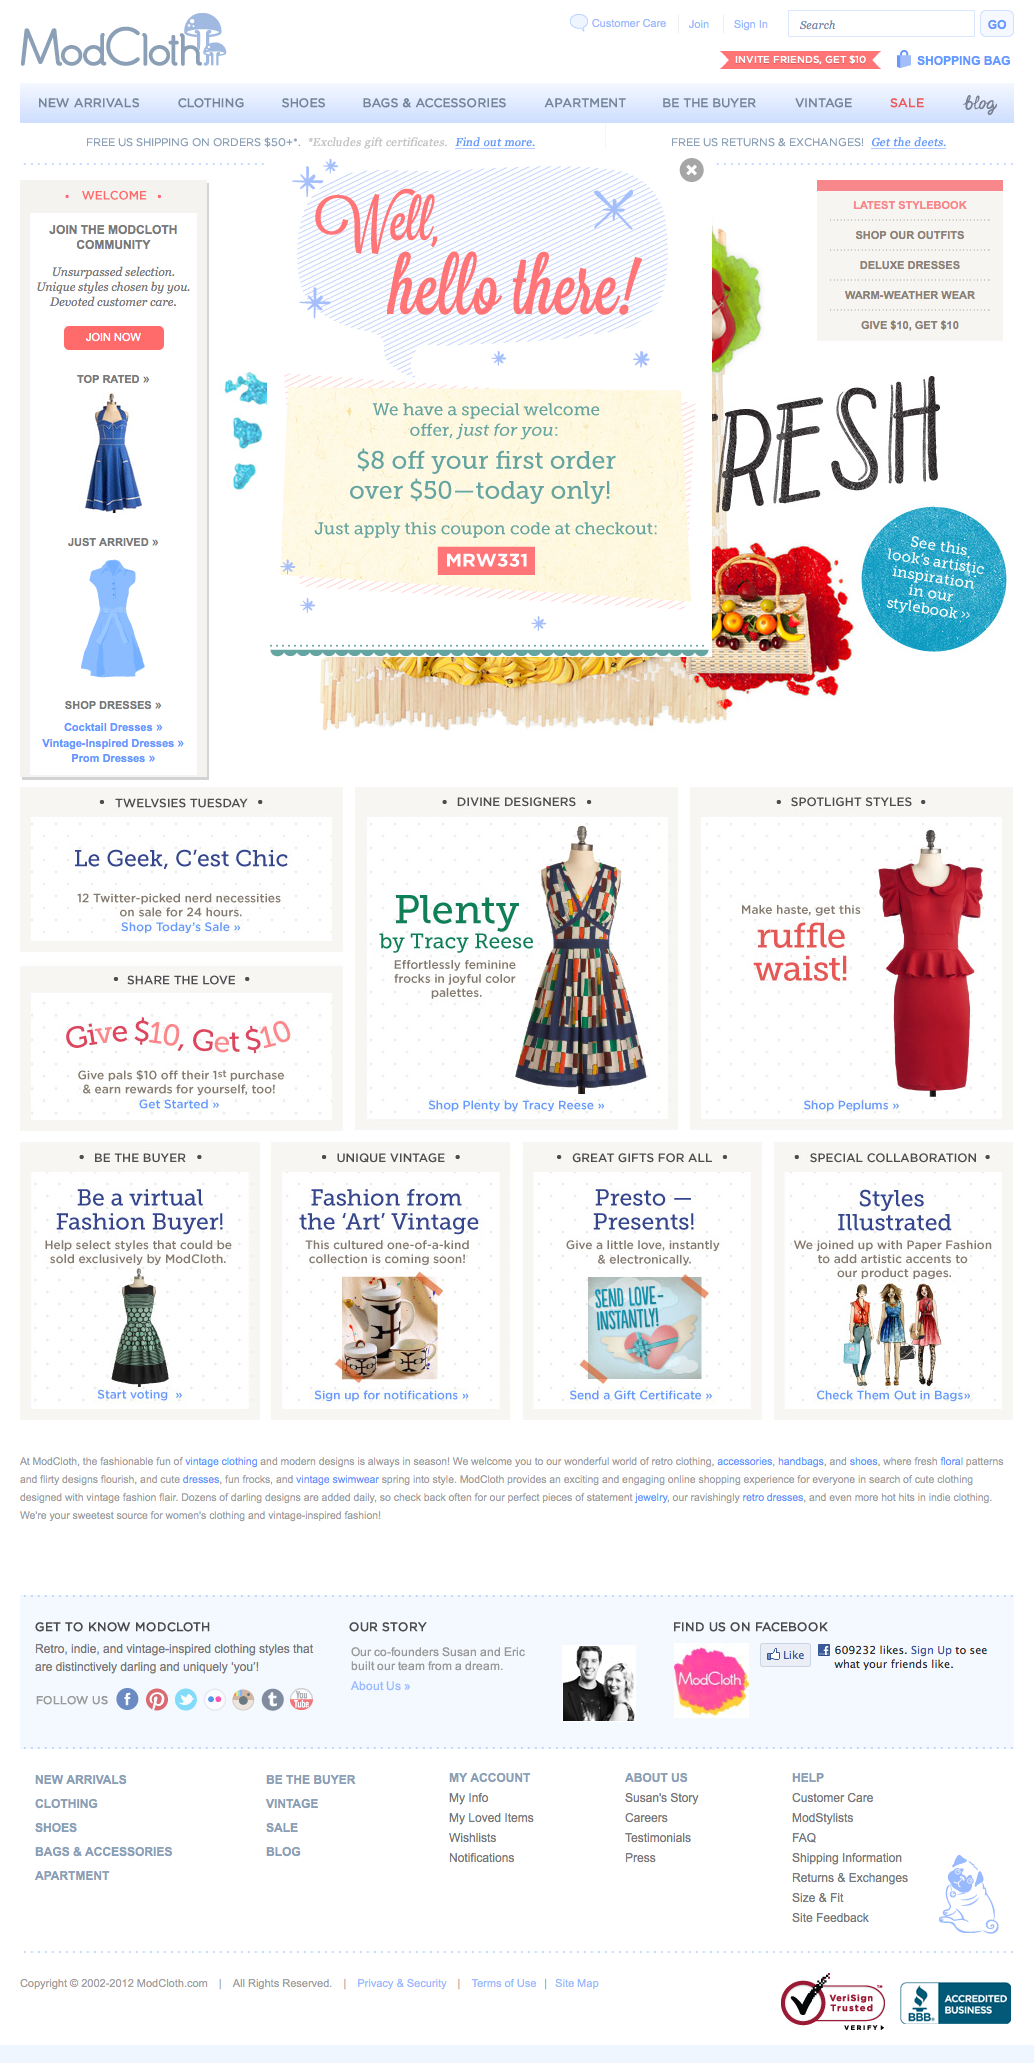 ModCloth
Customer Care
Join
Sign In
Search
GO
INVITE FRIENDS, GET $10
SHOPPING BAG
NEW ARRIVALS
CLOTHING
SHOES
BAGS & ACCESSORIES
APARTMENT
BE THE BUYER
VINTAGE
SALE
blog
FREE US SHIPPING ON ORDERS $50+*. *Excludes gift certificates. Find out more.
FREE US RETURNS & EXCHANGES! Get the deets.
• WELCOME •
JOIN THE MODCLOTH
COMMUNITY
Unsurpassed selection.
Unique styles chosen by you.
Devoted customer care.
JOIN NOW
TOP RATED »
JUST ARRIVED »
SHOP DRESSES »
Cocktail Dresses »
Vintage-Inspired Dresses »
Prom Dresses »
Well,
hello there!
We have a special welcome
offer, just for you:
$8 off your first order
over $50—today only!
Just apply this coupon code at checkout:
MRW331
LATEST STYLEBOOK
SHOP OUR OUTFITS
DELUXE DRESSES
WARM-WEATHER WEAR
GIVE $10, GET $10
RESH
See this
look's artistic
inspiration
in our
stylebook »
• TWELVSIES TUESDAY •
Le Geek, C'est Chic
12 Twitter-picked nerd necessities
on sale for 24 hours.
Shop Today's Sale »
• SHARE THE LOVE •
Give $10, Get $10
Give pals $10 off their 1st purchase
& earn rewards for yourself, too!
Get Started »
• DIVINE DESIGNERS •
Plenty
by Tracy Reese
Effortlessly feminine
frocks in joyful color
palettes.
Shop Plenty by Tracy Reese »
• SPOTLIGHT STYLES •
Make haste, get this
ruffle
waist!
Shop Peplums »
• BE THE BUYER •
Be a virtual
Fashion Buyer!
Help select styles that could be
sold exclusively by ModCloth.
Start voting »
• UNIQUE VINTAGE •
Fashion from
the 'Art' Vintage
This cultured one-of-a-kind
collection is coming soon!
Sign up for notifications »
• GREAT GIFTS FOR ALL •
Presto —
Presents!
Give a little love, instantly
& electronically.
SEND LOVE-
INSTANTLY!
Send a Gift Certificate »
• SPECIAL COLLABORATION •
Styles
Illustrated
We joined up with Paper Fashion
to add artistic accents to
our product pages.
Check Them Out in Bags»
At ModCloth, the fashionable fun of vintage clothing and modern designs is always in season! We welcome you to our wonderful world of retro clothing, accessories, handbags, and shoes, where fresh floral patterns
and flirty designs flourish, and cute dresses, fun frocks, and vintage swimwear spring into style. ModCloth provides an exciting and engaging online shopping experience for everyone in search of cute clothing
designed with vintage fashion flair. Dozens of darling designs are added daily, so check back often for our perfect pieces of statement jewelry, our ravishingly retro dresses, and even more hot hits in indie clothing.
We're your sweetest source for women's clothing and vintage-inspired fashion!
GET TO KNOW MODCLOTH
Retro, indie, and vintage-inspired clothing styles that
are distinctively darling and uniquely 'you'!
FOLLOW US
You
Tube
OUR STORY
Our co-founders Susan and Eric
built our team from a dream.
About Us »
FIND US ON FACEBOOK
ModCloth
Like
609232 likes. Sign Up to see
what your friends like.
NEW ARRIVALS
CLOTHING
SHOES
BAGS & ACCESSORIES
APARTMENT
BE THE BUYER
VINTAGE
SALE
BLOG
MY ACCOUNT
My Info
My Loved Items
Wishlists
Notifications
ABOUT US
Susan's Story
Careers
Testimonials
Press
HELP
Customer Care
ModStylists
FAQ
Shipping Information
Returns & Exchanges
Size & Fit
Site Feedback
Copyright © 2002-2012 ModCloth.com | All Rights Reserved. | Privacy & Security | Terms of Use | Site Map
VeriSign
Trusted
VERIFY
BBB
ACCREDITED
BUSINESS